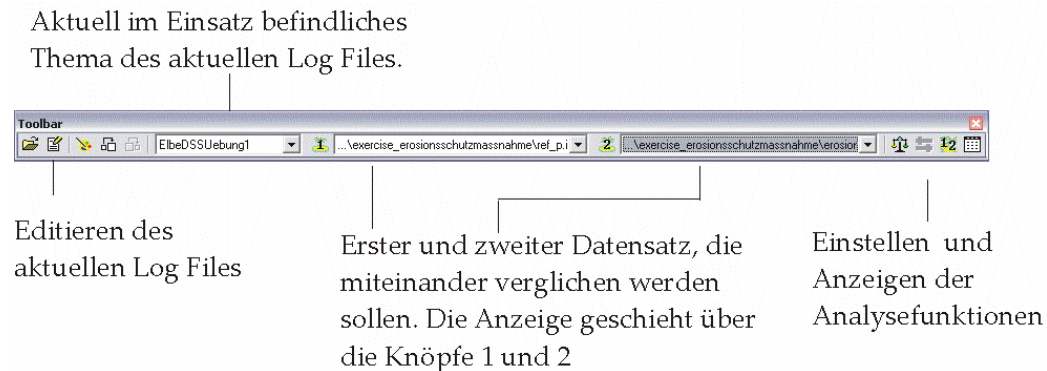 Aktuell im Einsatz befindliches
Thema des aktuellen Log Files.
Toolbar
ElbeDSSUebung1
1
...\exercise_erosionsschutzmassnahme\ref_p.i
2
...\exercise_erosionsschutzmassnahme\erosior
12
Editieren des
aktuellen Log Files
Erster und zweiter Datensatz, die
miteinander verglichen werden
sollen. Die Anzeige geschieht über
die Knöpfe 1 und 2
Einstellen und
Anzeigen der
Analysefunktionen